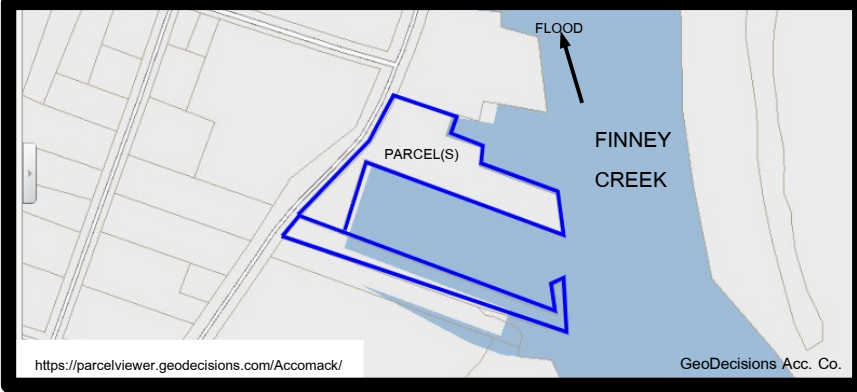 FLOOD
FINNEY
CREEK
PARCEL(S)
https://parcelviewer.geodecisions.com/Accomack/
GeoDecisions Acc. Co.